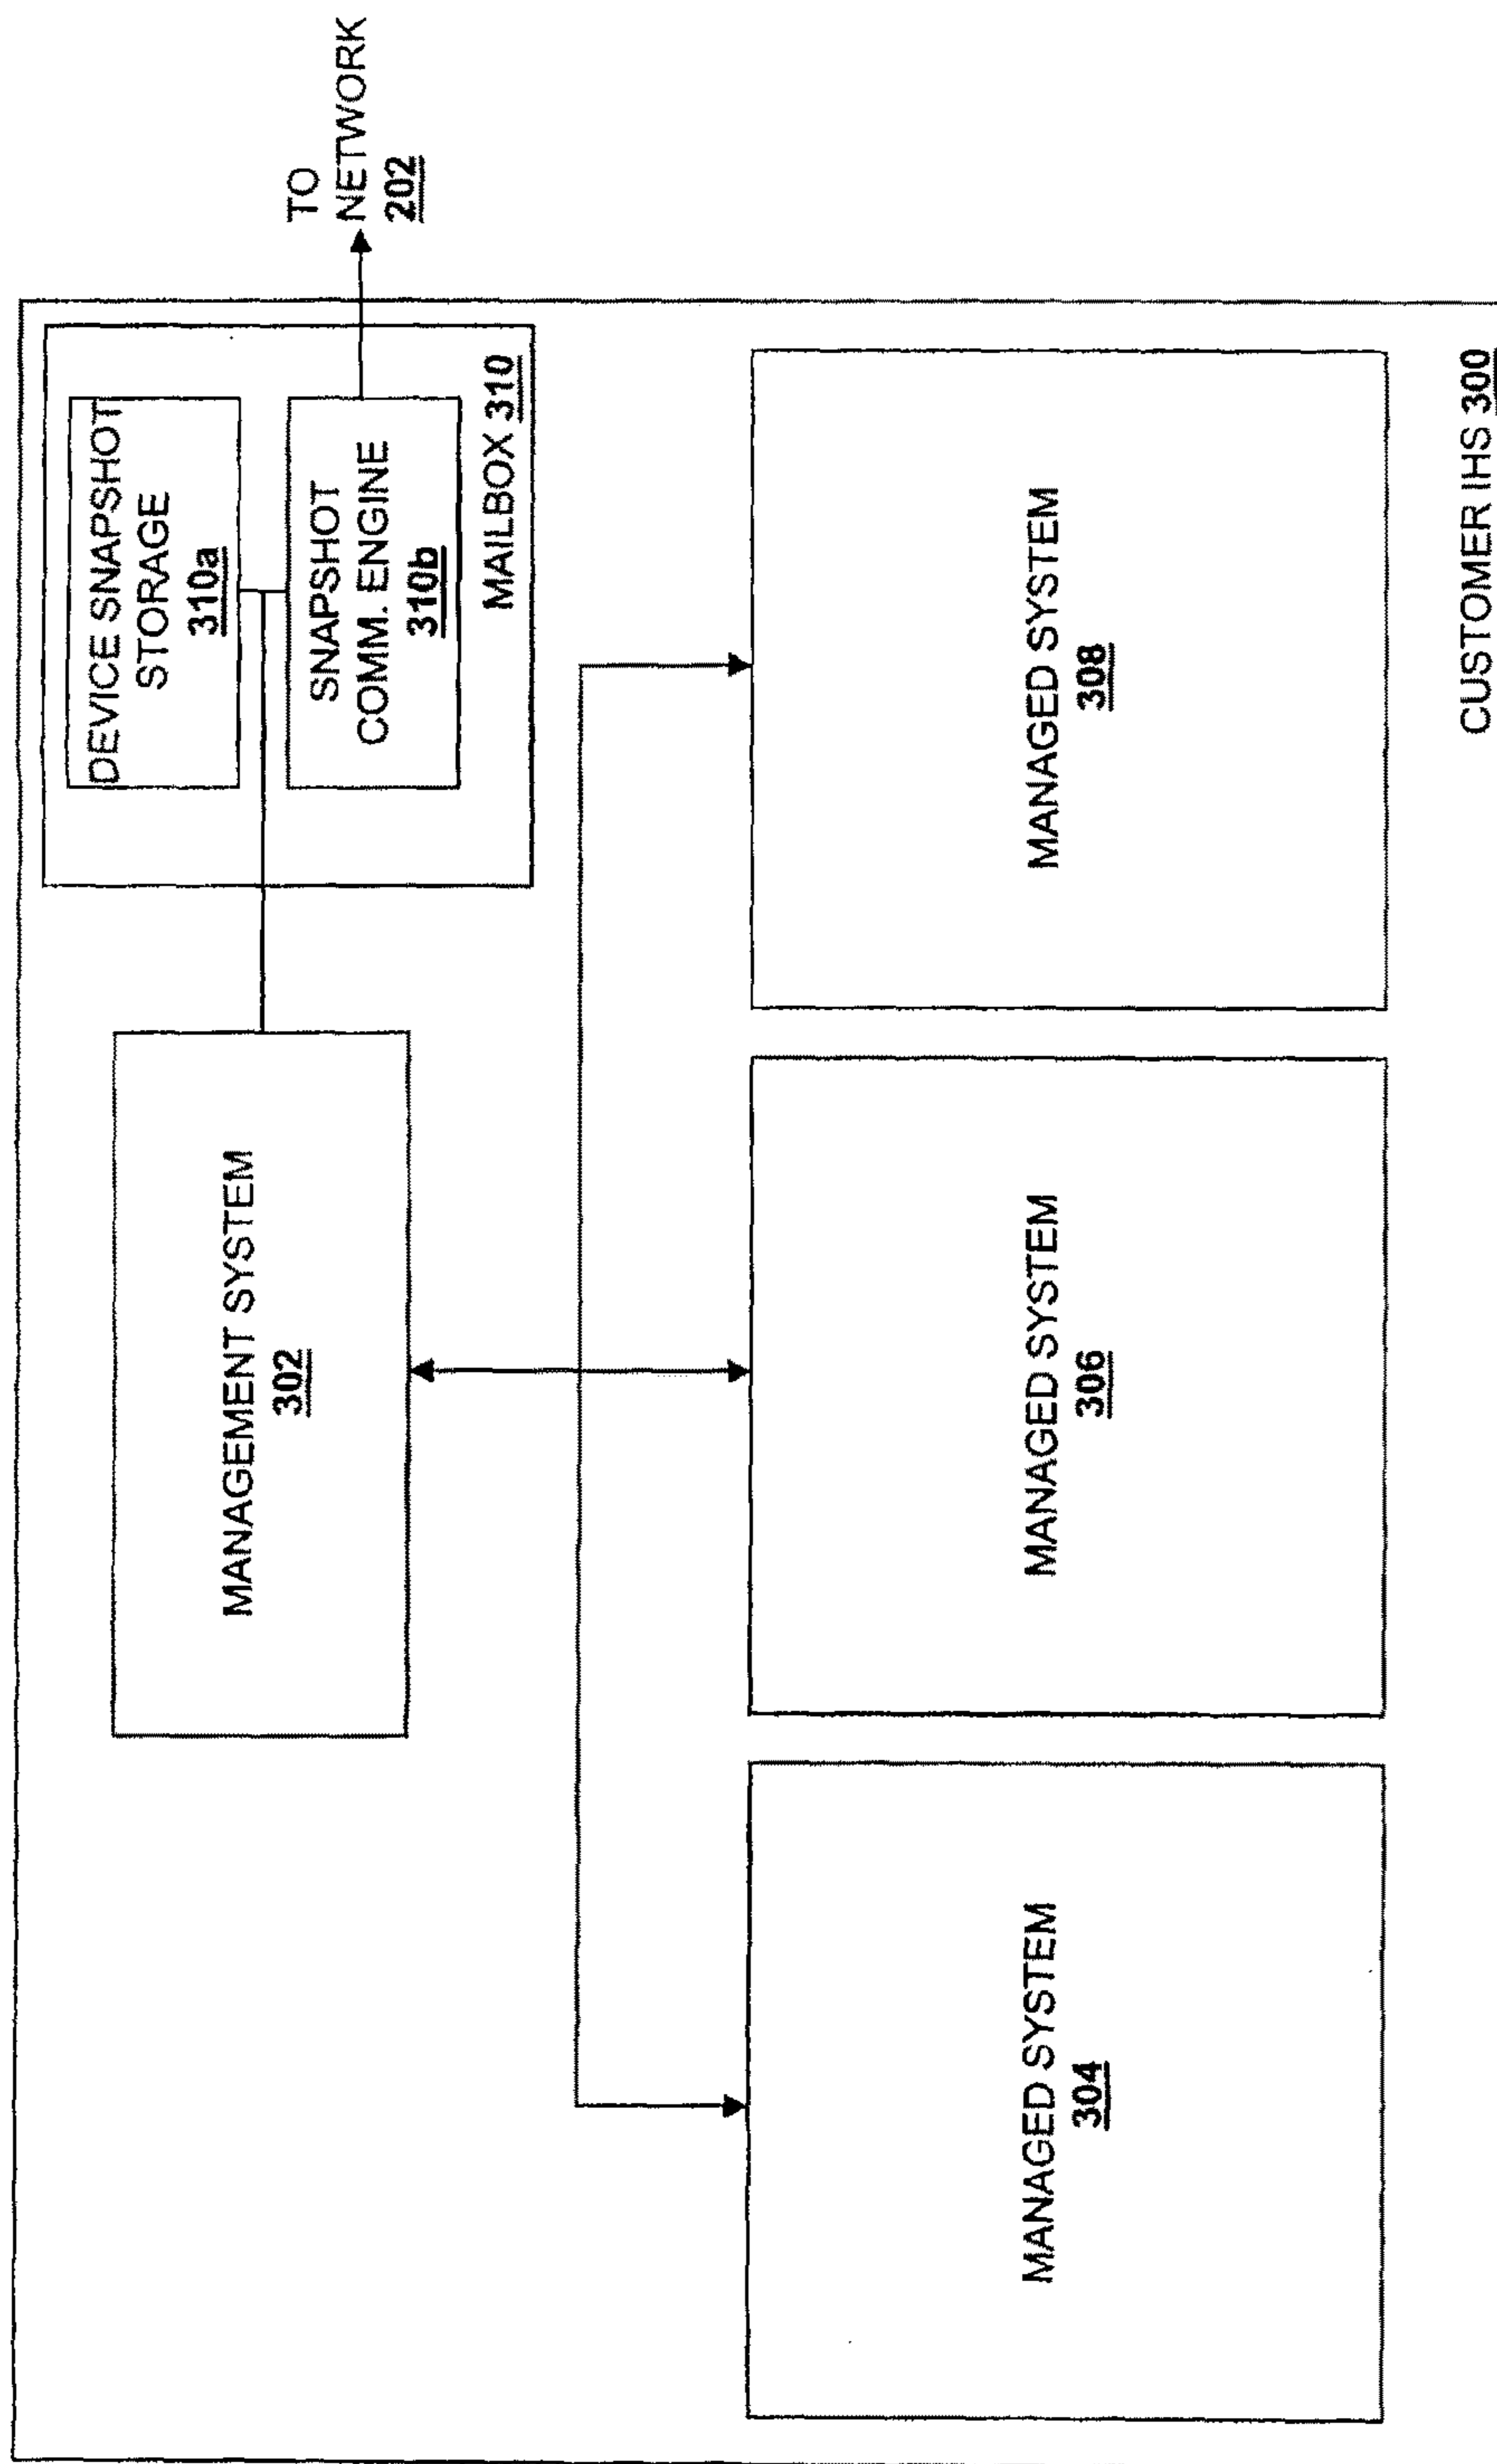 TO
NETWORK
202
DEVICE SNAPSHOT
STORAGE
310a
SNAPSHOT
COMM. ENGINE
310b
MAILBOX 310
MANAGEMENT SYSTEM
302
MANAGED SYSTEM
304
MANAGED SYSTEM
306
MANAGED SYSTEM
308
CUSTOMER IHS 300